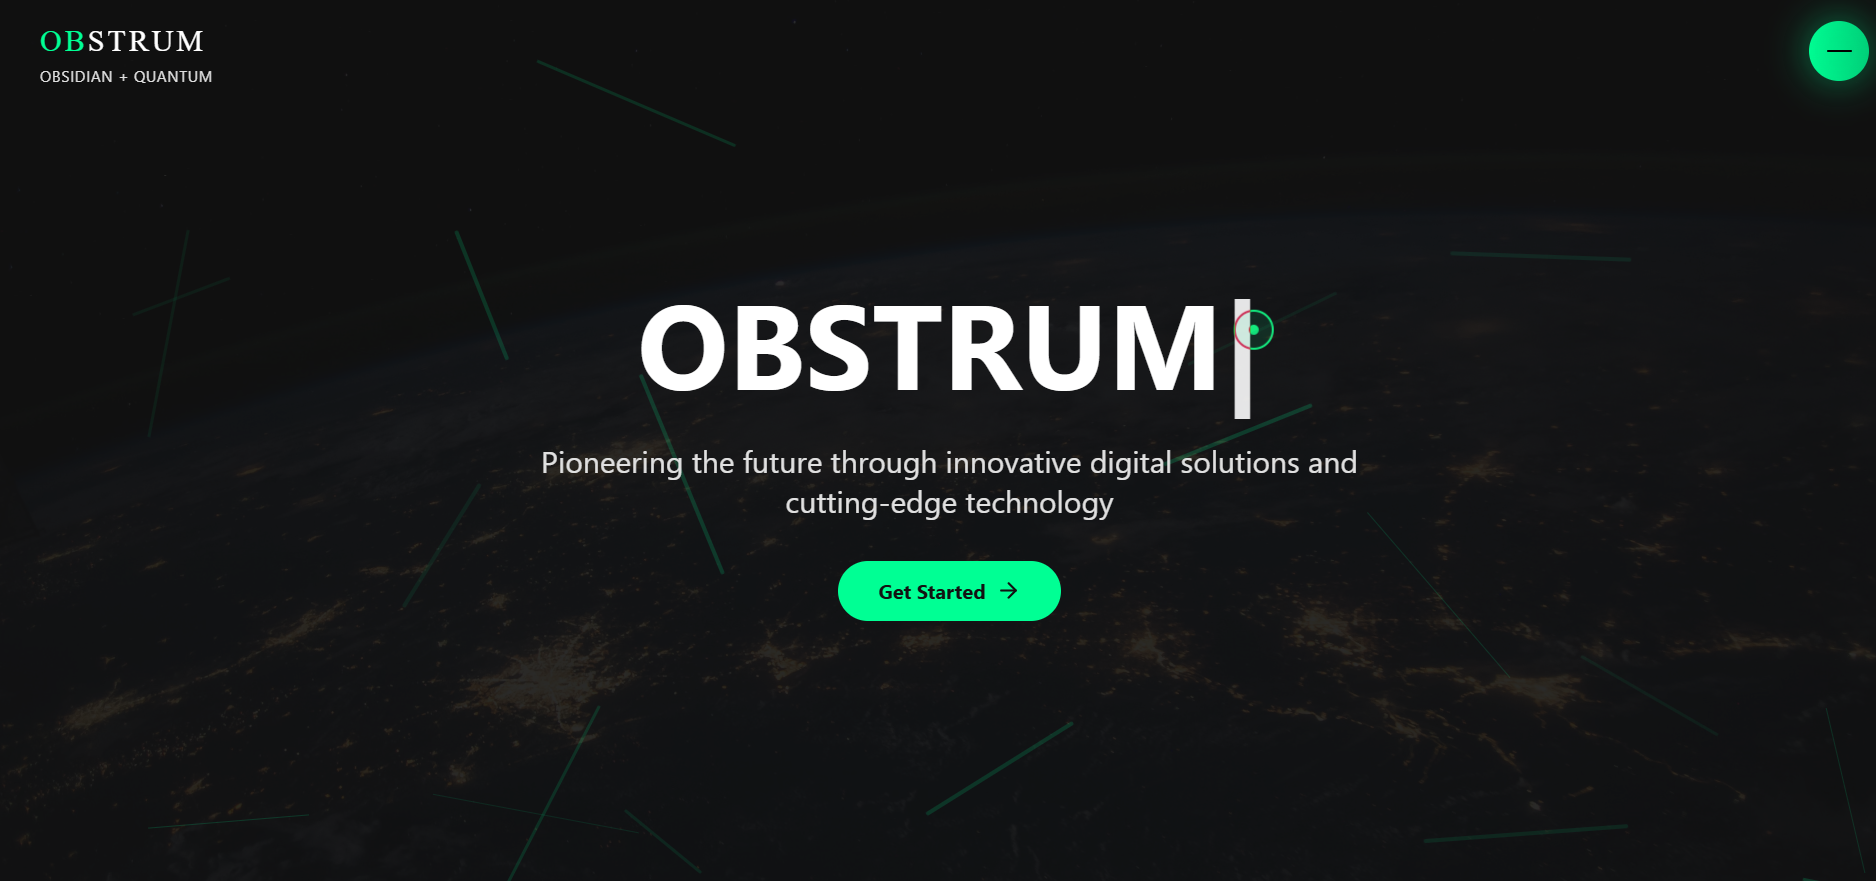 OBSTRUM
OBSIDIAN + QUANTUM
OBSTRUM
Pioneering the future through innovative digital solutions and
cutting-edge technology
Get Started →